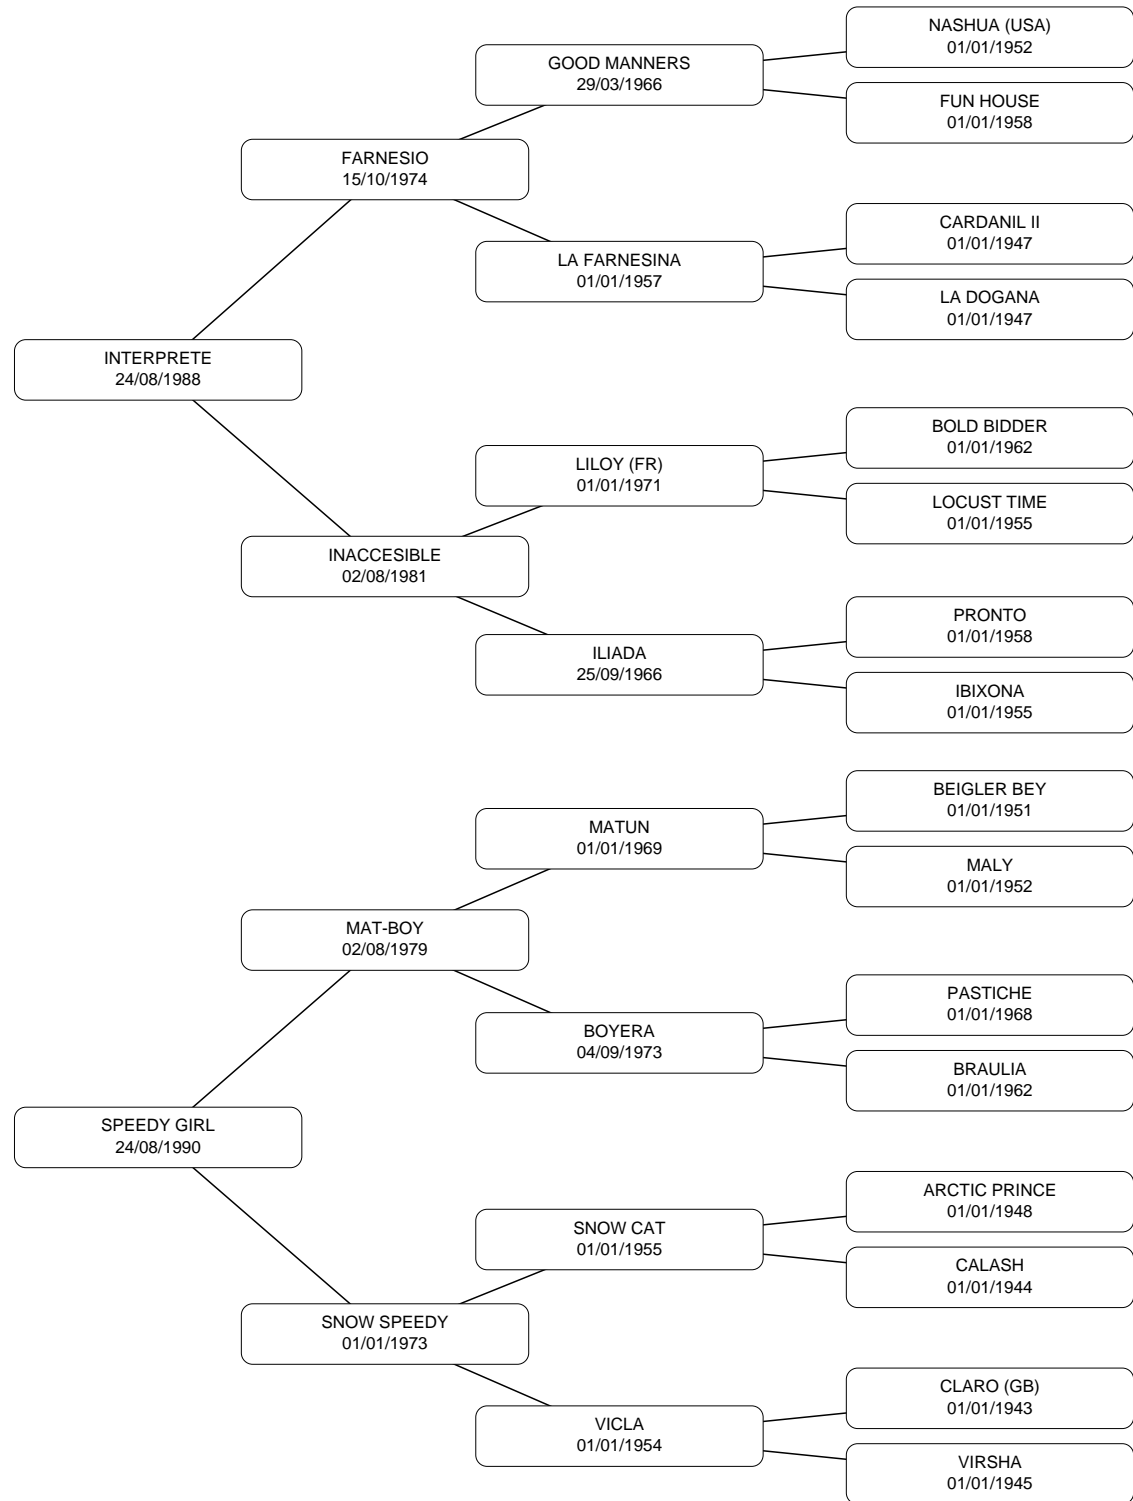 NASHUA (USA)
01/01/1952
GOOD MANNERS
29/03/1966
FUN HOUSE
01/01/1958
FARNESIO
15/10/1974
CARDANIL II
01/01/1947
LA FARNESINA
01/01/1957
LA DOGANA
01/01/1947
INTERPRETE
24/08/1988
BOLD BIDDER
01/01/1962
LILOY (FR)
01/01/1971
LOCUST TIME
01/01/1955
INACCESIBLE
02/08/1981
PRONTO
01/01/1958
ILIADA
25/09/1966
IBIXONA
01/01/1955
BEIGLER BEY
01/01/1951
MATUN
01/01/1969
MALY
01/01/1952
MAT-BOY
02/08/1979
PASTICHE
01/01/1968
BOYERA
04/09/1973
BRAULIA
01/01/1962
SPEEDY GIRL
24/08/1990
ARCTIC PRINCE
01/01/1948
SNOW CAT
01/01/1955
CALASH
01/01/1944
SNOW SPEEDY
01/01/1973
CLARO (GB)
01/01/1943
VICLA
01/01/1954
VIRSHA
01/01/1945